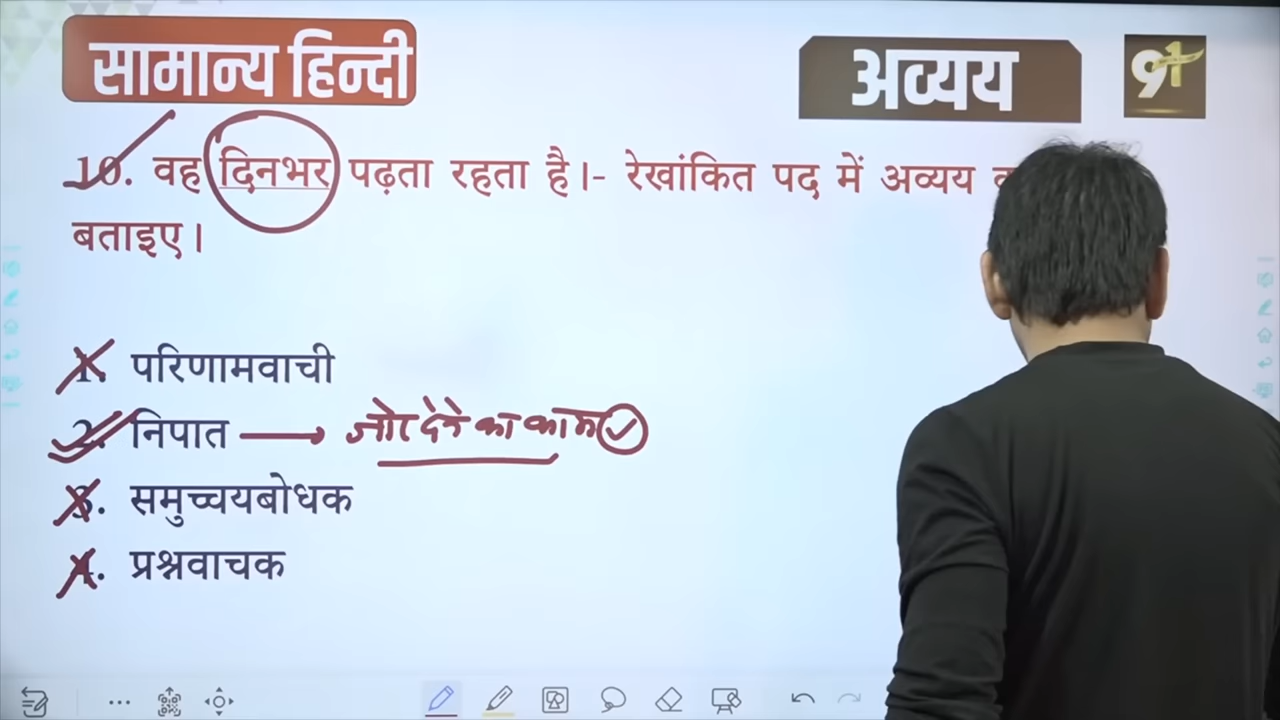 सामान्य हिन्दी
अव्यय
91
10. वह दिनभर पढ़ता रहता है।- रेखांकित पद में अव्यय
बताइए।
1. परिणामवाची
2. निपात → जोर देने का काम
3. समुच्चयबोधक
4. प्रश्नवाचक